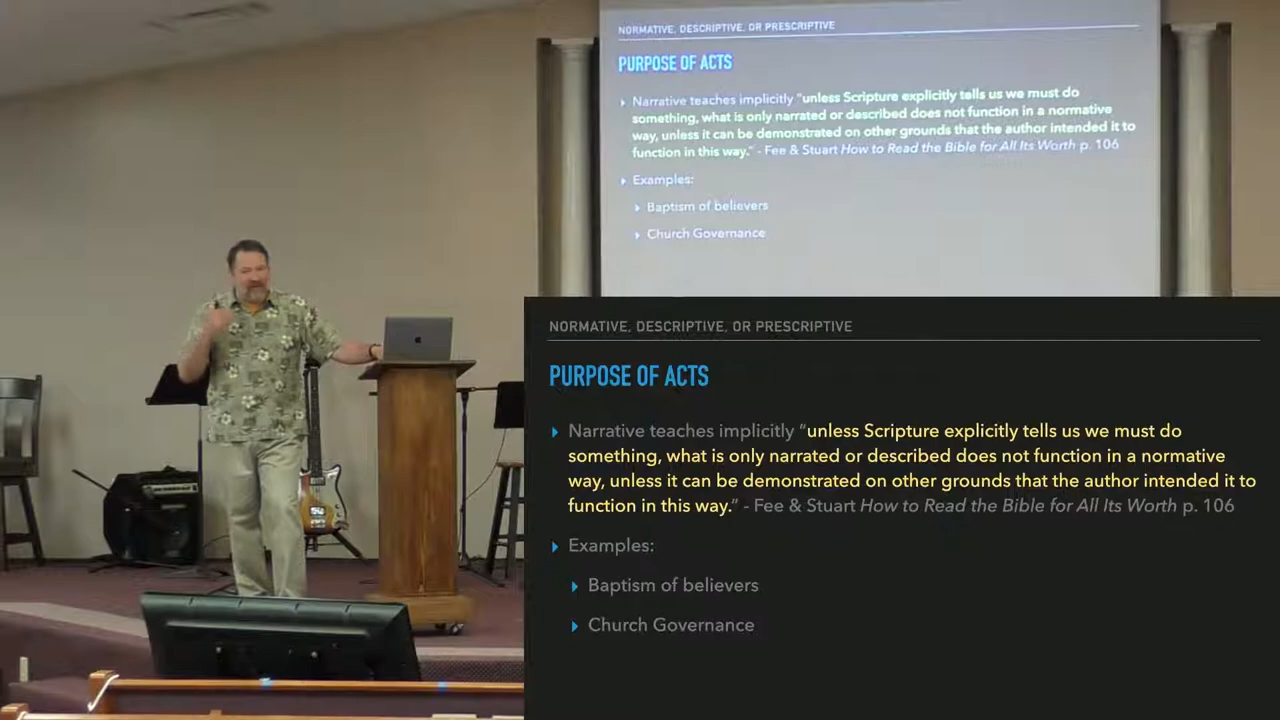 NORMATIVE, DESCRIPTIVE, OR PRESCRIPTIVE
PURPOSE OF ACTS
Narrative teaches implicitly “unless Scripture explicitly tells us we must do
something, what is only narrated or described does not function in a normative
way, unless it can be demonstrated on other grounds that the author intended it to
function in this way.” - Fee & Stuart How to Read the Bible for All Its Worth p. 106
Examples:
Baptism of believers
Church Governance
NORMATIVE, DESCRIPTIVE, OR PRESCRIPTIVE
PURPOSE OF ACTS
Narrative teaches implicitly “unless Scripture explicitly tells us we must do
something, what is only narrated or described does not function in a normative
way, unless it can be demonstrated on other grounds that the author intended it to
function in this way.” - Fee & Stuart How to Read the Bible for All Its Worth p. 106
Examples:
Baptism of believers
Church Governance